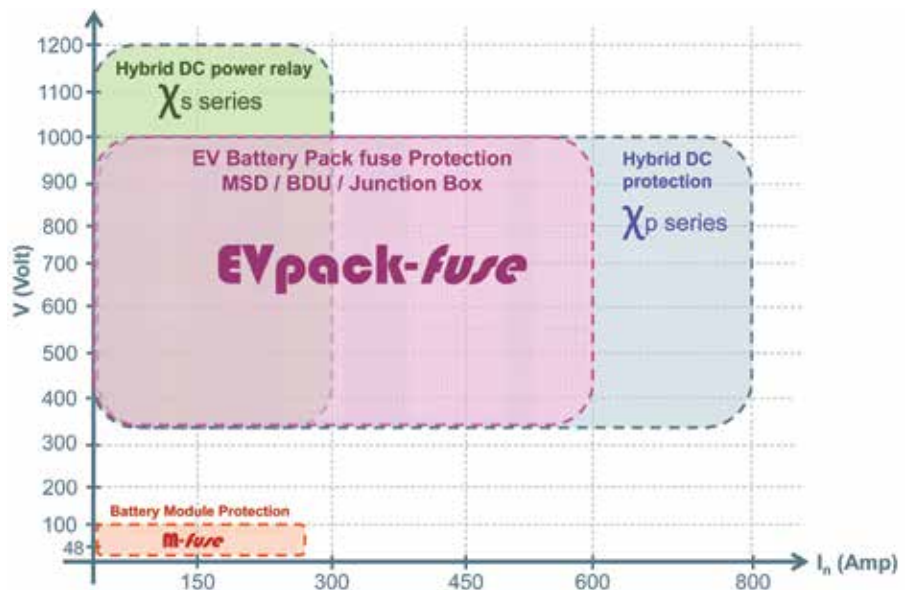 1200
1100
1000
900
800
700
600
500
400
300
200
100
48
V (Volt)
Hybrid DC power relay
χs series
EV Battery Pack fuse Protection
MSD / BDU / Junction Box
EVpack-fuse
Hybrid DC
protection
χp series
Battery Module Protection
M-fuse
150
300
450
600
800
In (Amp)